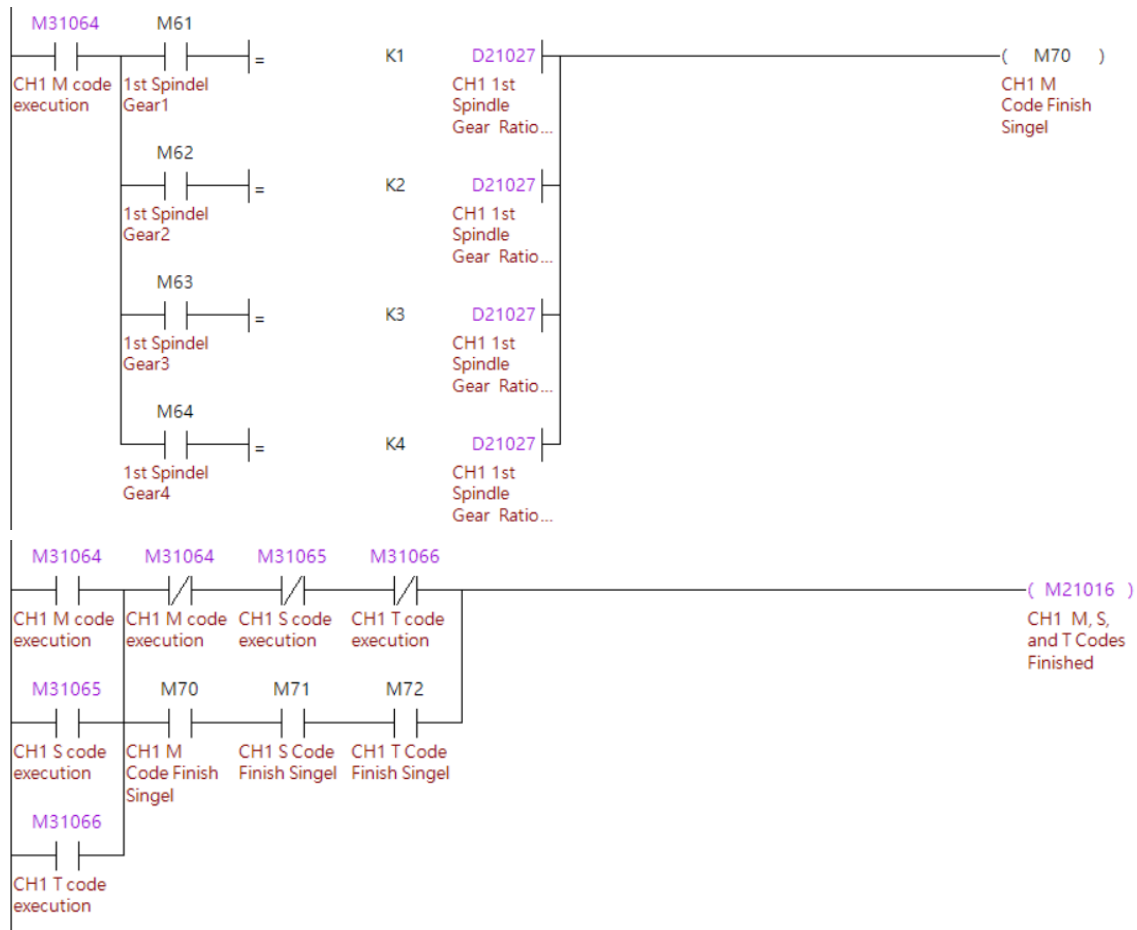 M31064 M61
= K1 D21027 ( M70 )
CH1 M code 1st Spindel CH1 1st CH1 M
execution Gear1 Spindle Code Finish
Gear Ratio... Singel
M62
= K2 D21027
1st Spindel CH1 1st
Gear2 Spindle
Gear Ratio...
M63
= K3 D21027
1st Spindel CH1 1st
Gear3 Spindle
Gear Ratio...
M64
= K4 D21027
1st Spindel CH1 1st
Gear4 Spindle
Gear Ratio...
M31064 M31064 M31065 M31066
( M21016 )
CH1 M code CH1 M code CH1 S code CH1 T code CH1 M, S,
execution execution execution execution and T Codes
Finished
M31065 M70 M71 M72
CH1 S code CH1 M CH1 S Code CH1 T Code
execution Code Finish Finish Singel Finish Singel
Singel
M31066
CH1 T code
execution